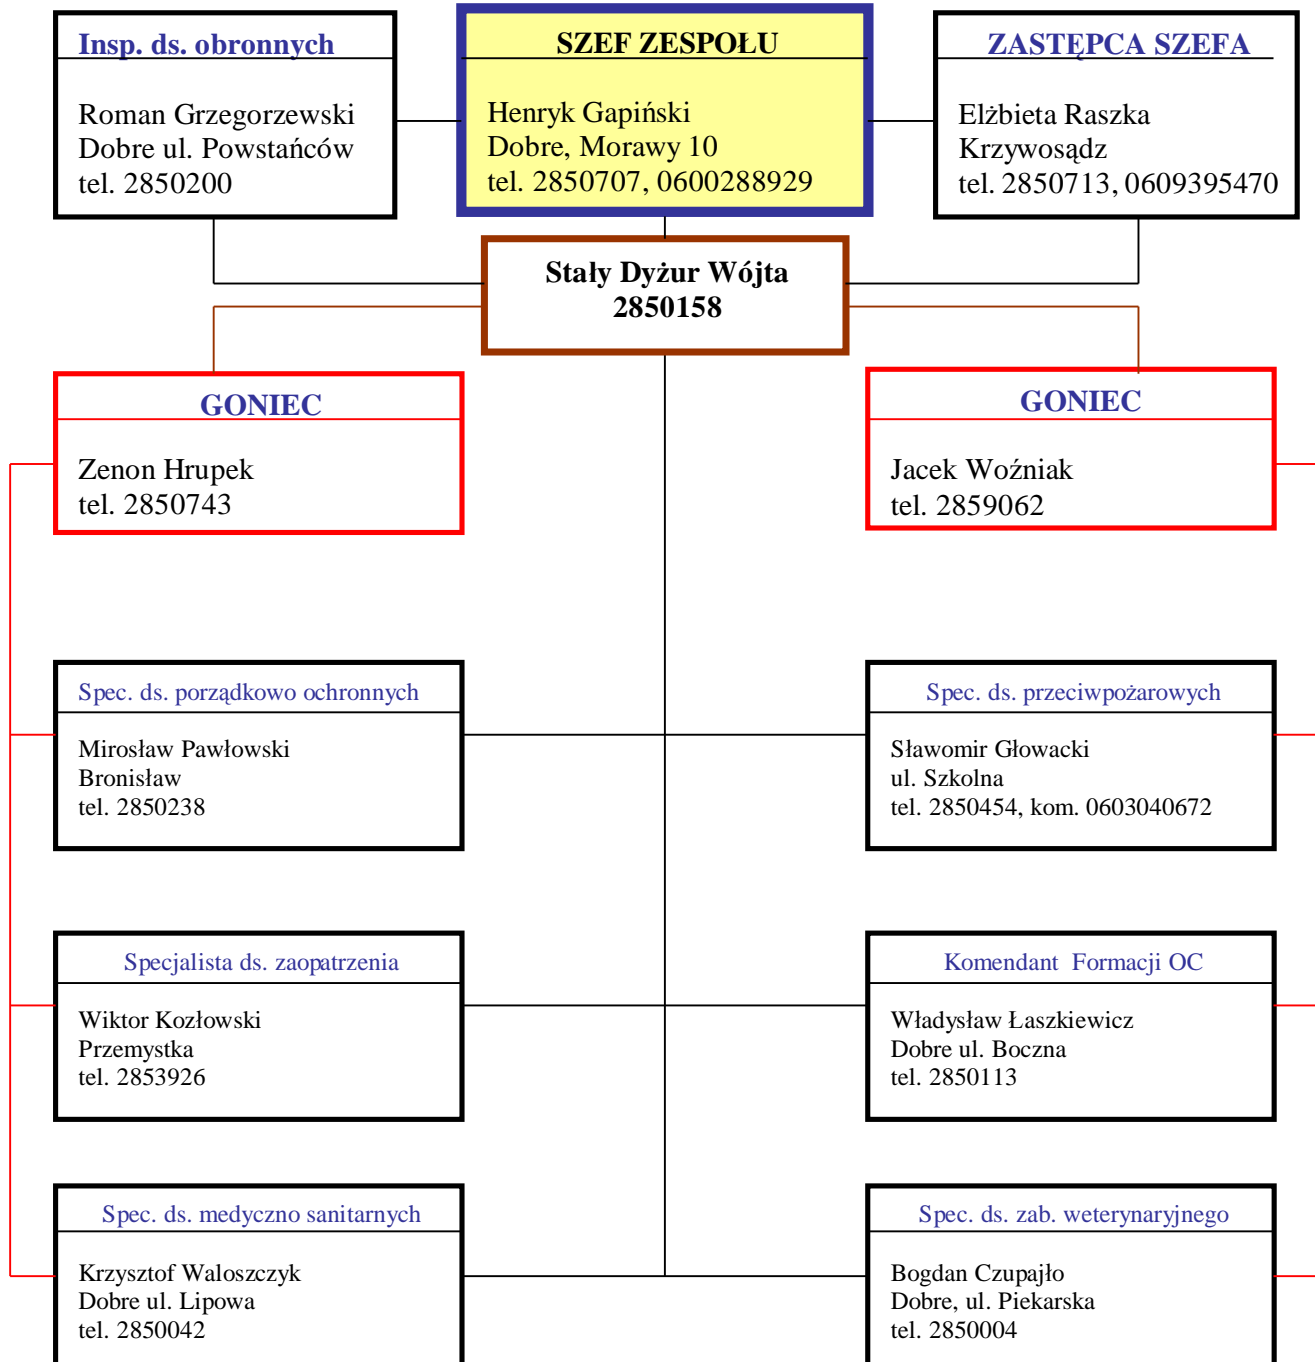 Insp. ds. obronnych
Roman Grzegorzewski
Dobre ul. Powstańców
tel. 2850200
SZEF ZESPOŁU
Henryk Gapiński
Dobre, Morawy 10
tel. 2850707, 0600288929
ZASTĘPCA SZEFA
Elżbieta Raszka
Krzywosądz
tel. 2850713, 0609395470
Stały Dyżur Wójta
2850158
GONIEC
Zenon Hrupek
tel. 2850743
GONIEC
Jacek Woźniak
tel. 2859062
Spec. ds. porządkowo ochronnych
Mirosław Pawłowski
Bronisław
tel. 2850238
Spec. ds. przeciwpożarowych
Sławomir Głowacki
ul. Szkolna
tel. 2850454, kom. 0603040672
Specjalista ds. zaopatrzenia
Wiktor Kozłowski
Przemystka
tel. 2853926
Komendant Formacji OC
Władysław Łaszkiewicz
Dobre ul. Boczna
tel. 2850113
Spec. ds. medyczno sanitarnych
Krzysztof Waloszczyk
Dobre ul. Lipowa
tel. 2850042
Spec. ds. zab. weterynaryjnego
Bogdan Czupajło
Dobre, ul. Piekarska
tel. 2850004